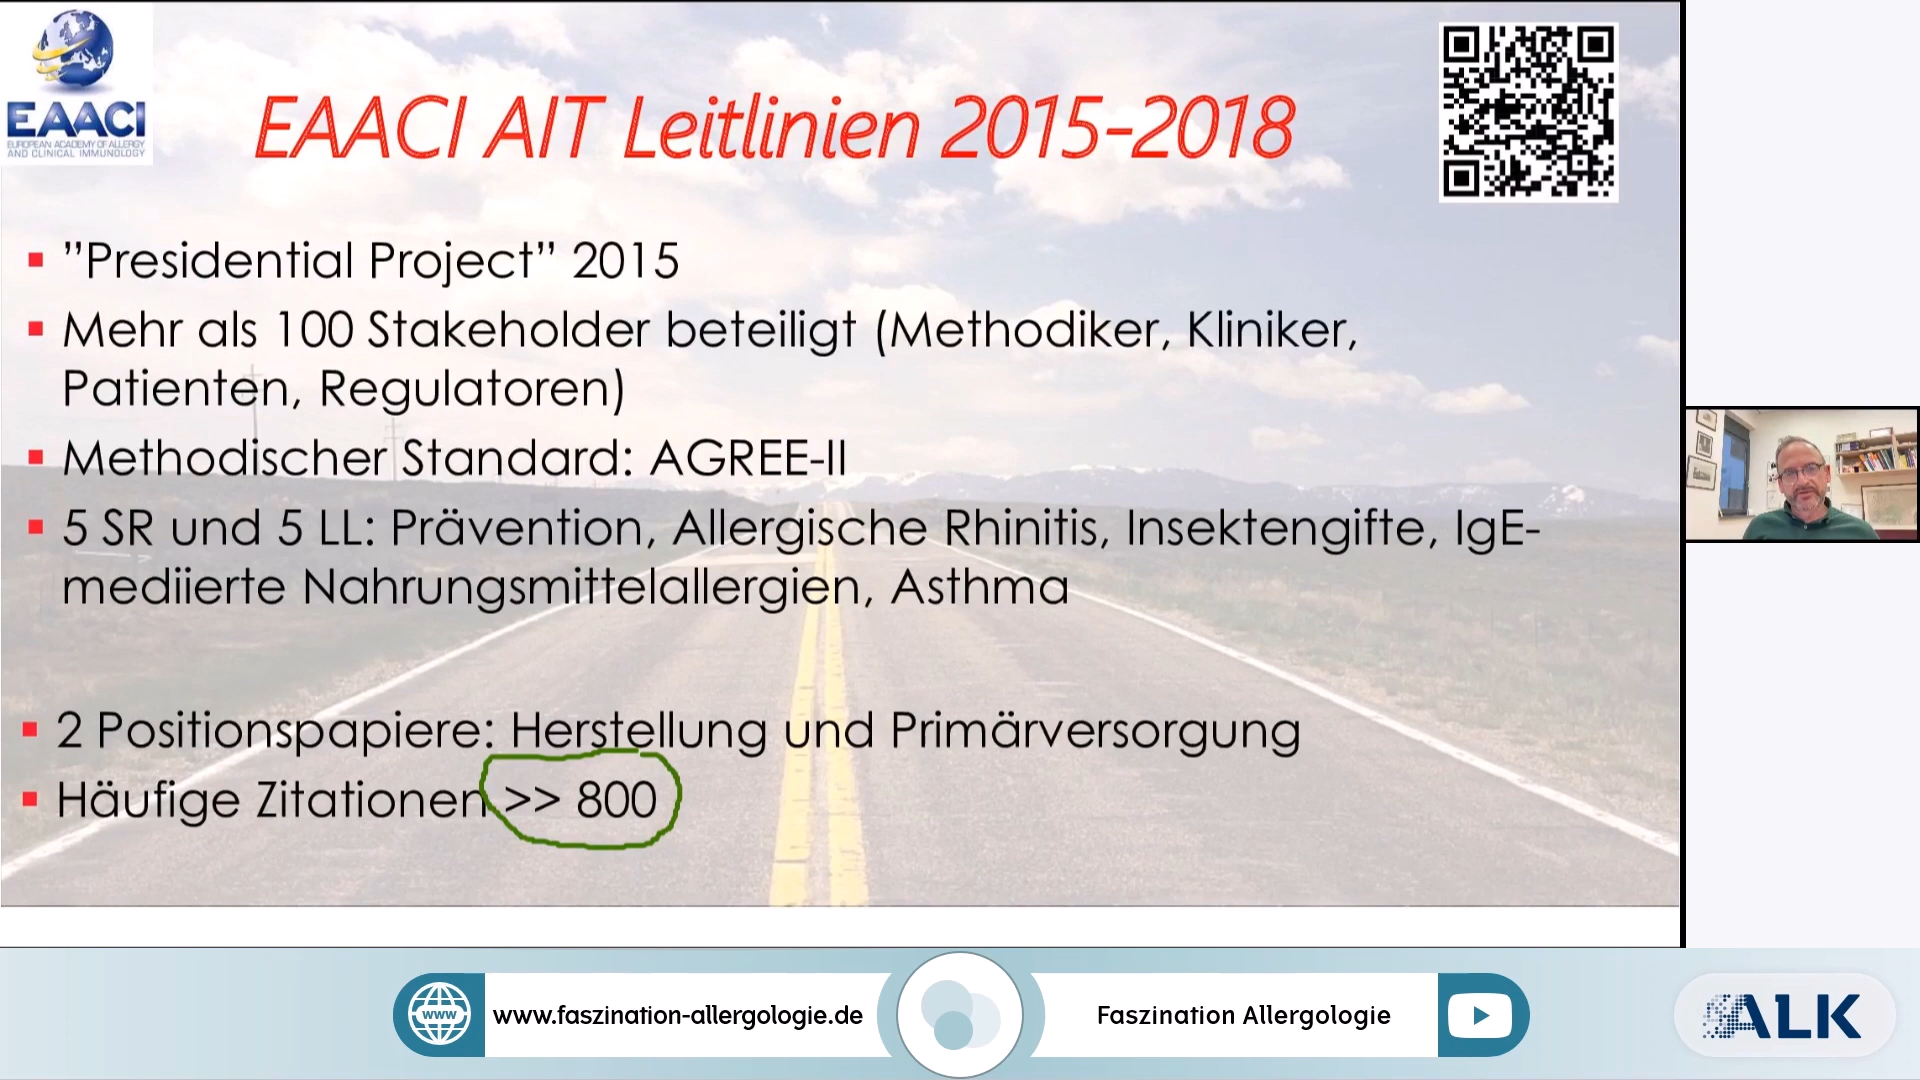 EAACI
EUROPEAN ACADEMY OF ALLERGY
AND CLINICAL IMMUNOLOGY
EAACI AIT Leitlinien 2015-2018
▪ ”Presidential Project” 2015
▪ Mehr als 100 Stakeholder beteiligt (Methodiker, Kliniker,
Patienten, Regulatoren)
▪ Methodischer Standard: AGREE-II
▪ 5 SR und 5 LL: Prävention, Allergische Rhinitis, Insektengifte, IgE-
mediierte Nahrungsmittelallergien, Asthma
▪ 2 Positionspapiere: Herstellung und Primärversorgung
▪ Häufige Zitationen >> 800
www
www.faszination-allergologie.de
Faszination Allergologie
ALK